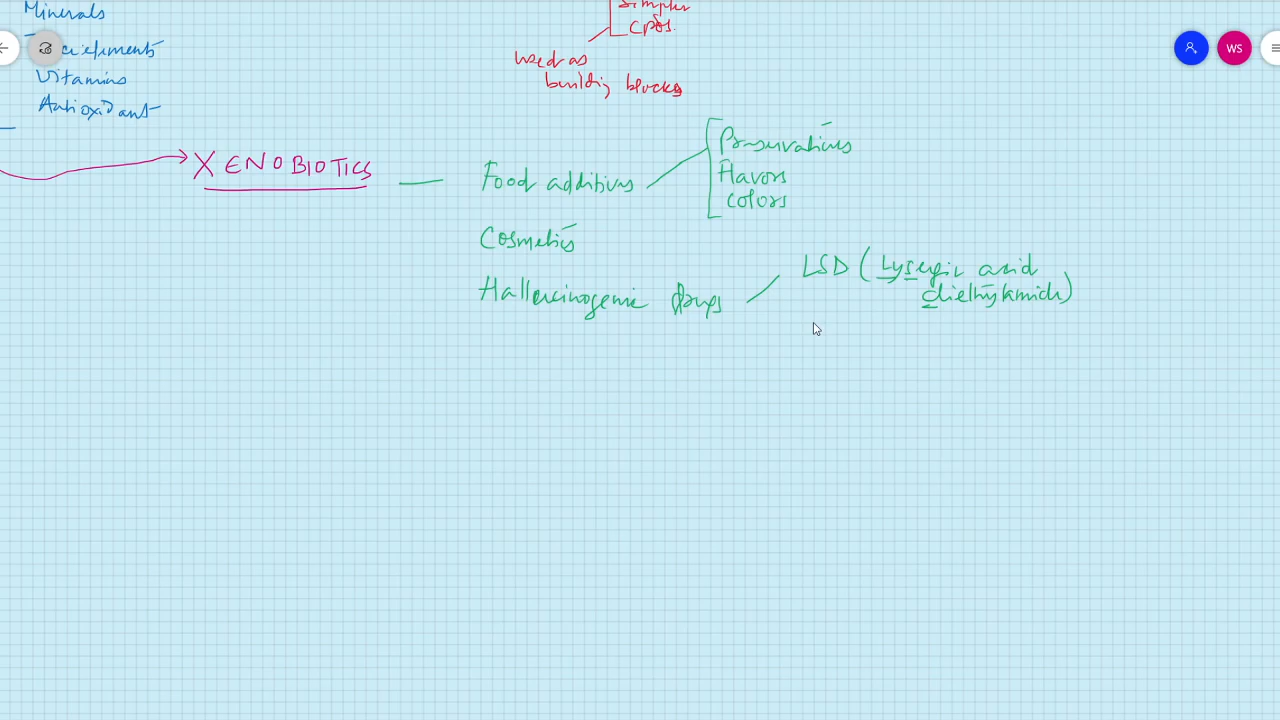 Minerals
Vitamins
Antioxidant
Simpler
Cpds.
used as
building blocks
XENOBIOTICS
Food additives
Preservatives
Flavors
Colors
Cosmetics
Hallucinogenic drugs
LSD (Lysergic acid
diethylamide)
WS